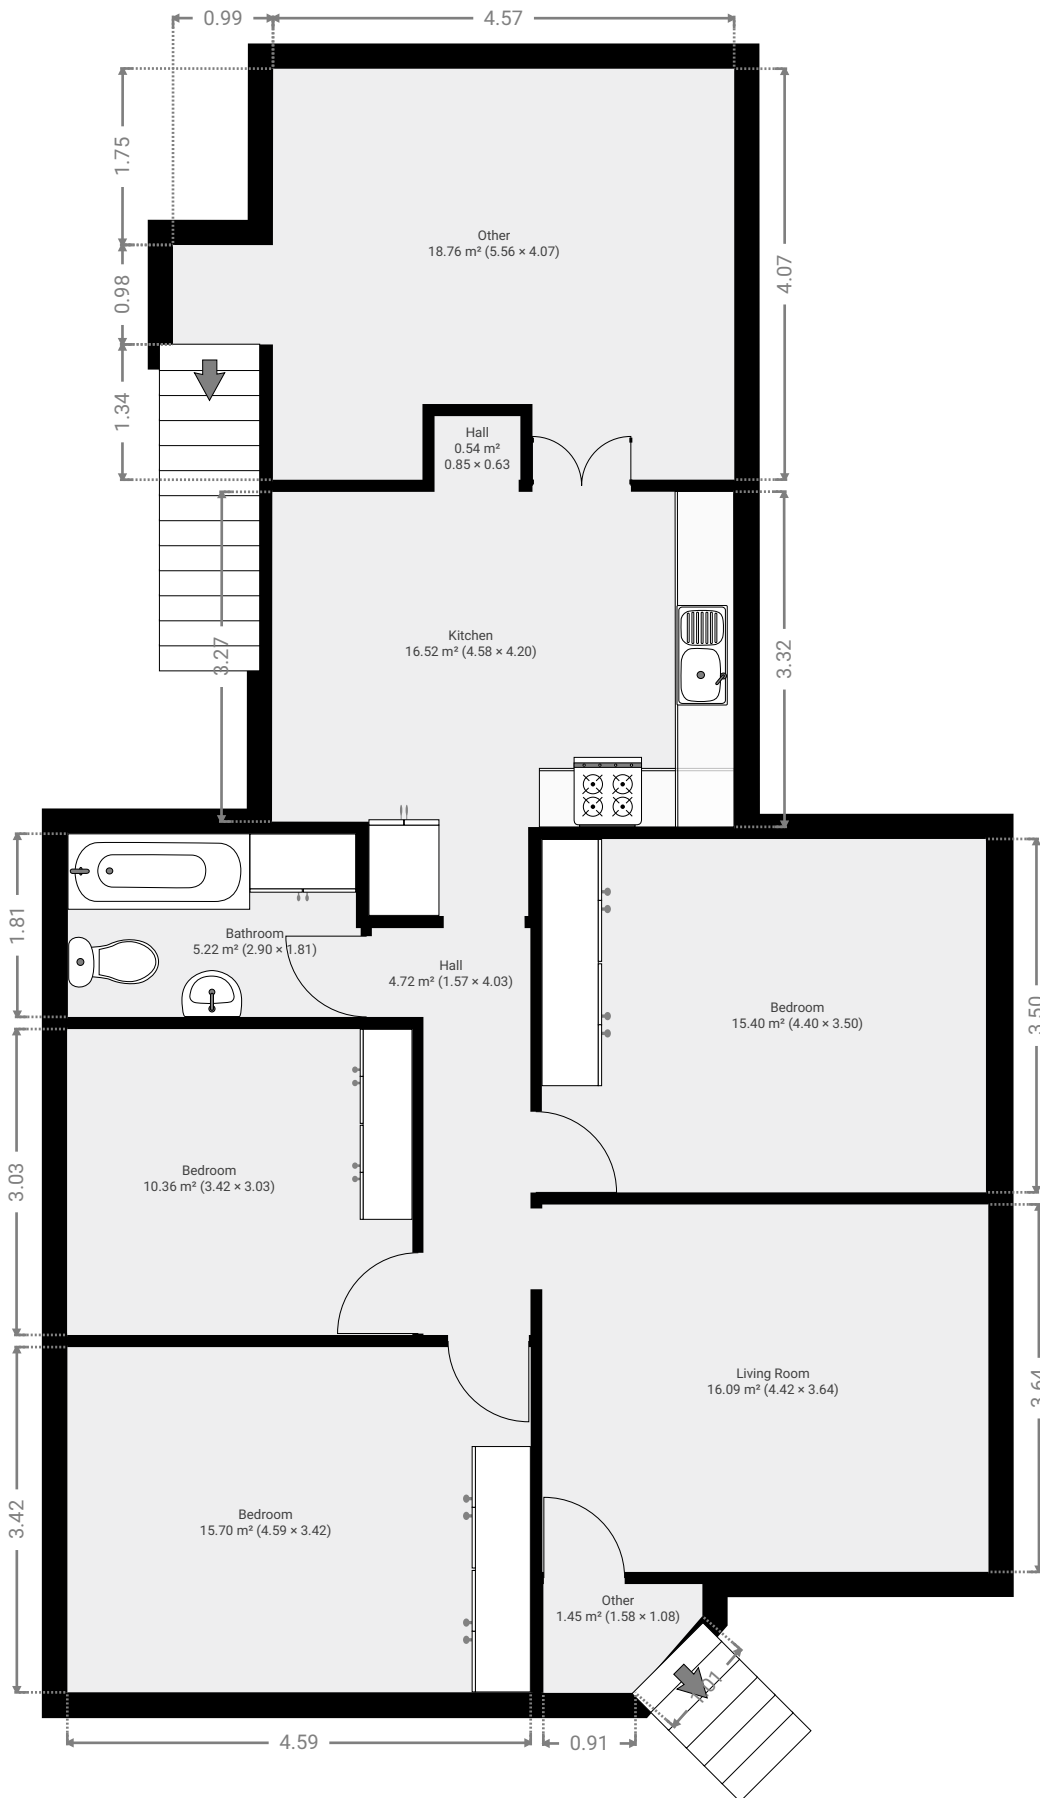 0.99
4.57
1.75
Other
18.76 m² (5.56 × 4.07)
0.98
4.07
1.34
Hall
0.54 m²
0.85 × 0.63
Kitchen
16.52 m² (4.58 × 4.20)
3.27
3.32
1.81
Bathroom
5.22 m² (2.90 × 1.81)
Hall
4.72 m² (1.57 × 4.03)
Bedroom
15.40 m² (4.40 × 3.50)
3.50
3.03
Bedroom
10.36 m² (3.42 × 3.03)
Living Room
16.09 m² (4.42 × 3.64)
3.64
3.42
Bedroom
15.70 m² (4.59 × 3.42)
Other
1.45 m² (1.58 × 1.08)
4.59
0.91